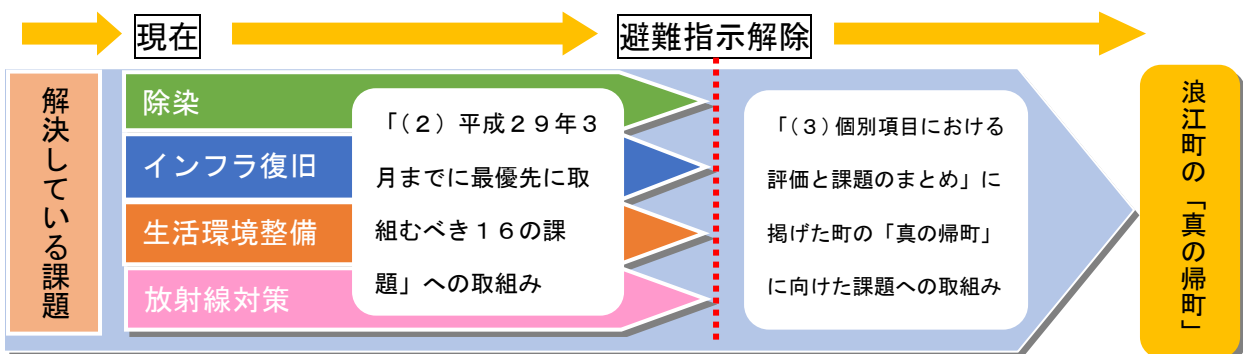 現在
避難指示解除
解決している課題
除染
インフラ復旧
生活環境整備
放射線対策
「(2)平成29年3
月までに最優先に取
組むべき16の課
題」への取組み
「(3)個別項目における
評価と課題のまとめ」に
掲げた町の「真の帰町」
に向けた課題への取組み
浪江町の「真の帰町」